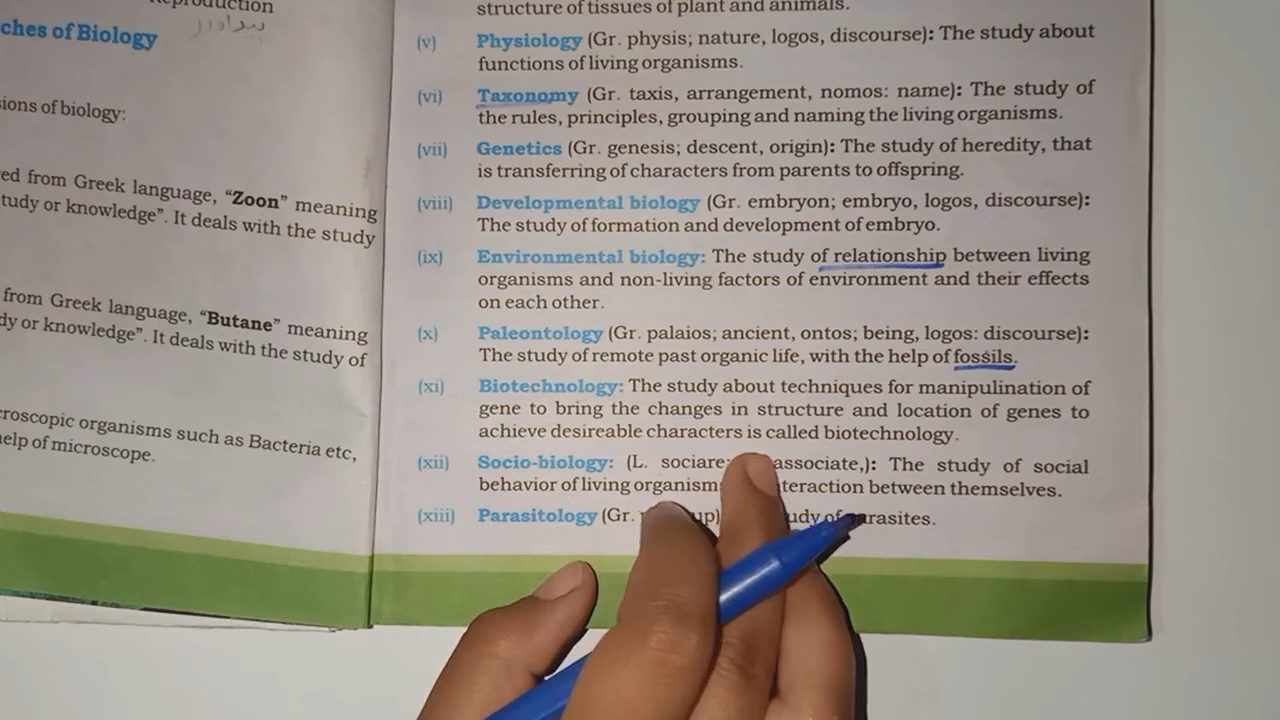 Reproduction
پیداوار
ches of Biology
sions of biology:
ed from Greek language, “Zoon” meaning
tudy or knowledge”. It deals with the study
from Greek language, “Butane” meaning
dy or knowledge”. It deals with the study of
croscopic organisms such as Bacteria etc,
help of microscope.
structure of tissues of plant and animals.
(v) Physiology (Gr. physis; nature, logos, discourse): The study about
functions of living organisms.
(vi) Taxonomy (Gr. taxis, arrangement, nomos: name): The study of
the rules, principles, grouping and naming the living organisms.
(vii) Genetics (Gr. genesis; descent, origin): The study of heredity, that
is transferring of characters from parents to offspring.
(viii) Developmental biology (Gr. embryon; embryo, logos, discourse):
The study of formation and development of embryo.
(ix) Environmental biology: The study of relationship between living
organisms and non-living factors of environment and their effects
on each other.
(x) Paleontology (Gr. palaios; ancient, ontos; being, logos: discourse):
The study of remote past organic life, with the help of fossils.
(xi) Biotechnology: The study about techniques for manipulination of
gene to bring the changes in structure and location of genes to
achieve desireable characters is called biotechnology.
(xii) Socio-biology: (L. sociare; associate,): The study of social
behavior of living organism teraction between themselves.
(xiii) Parasitology (Gr. up) udy of arasites.